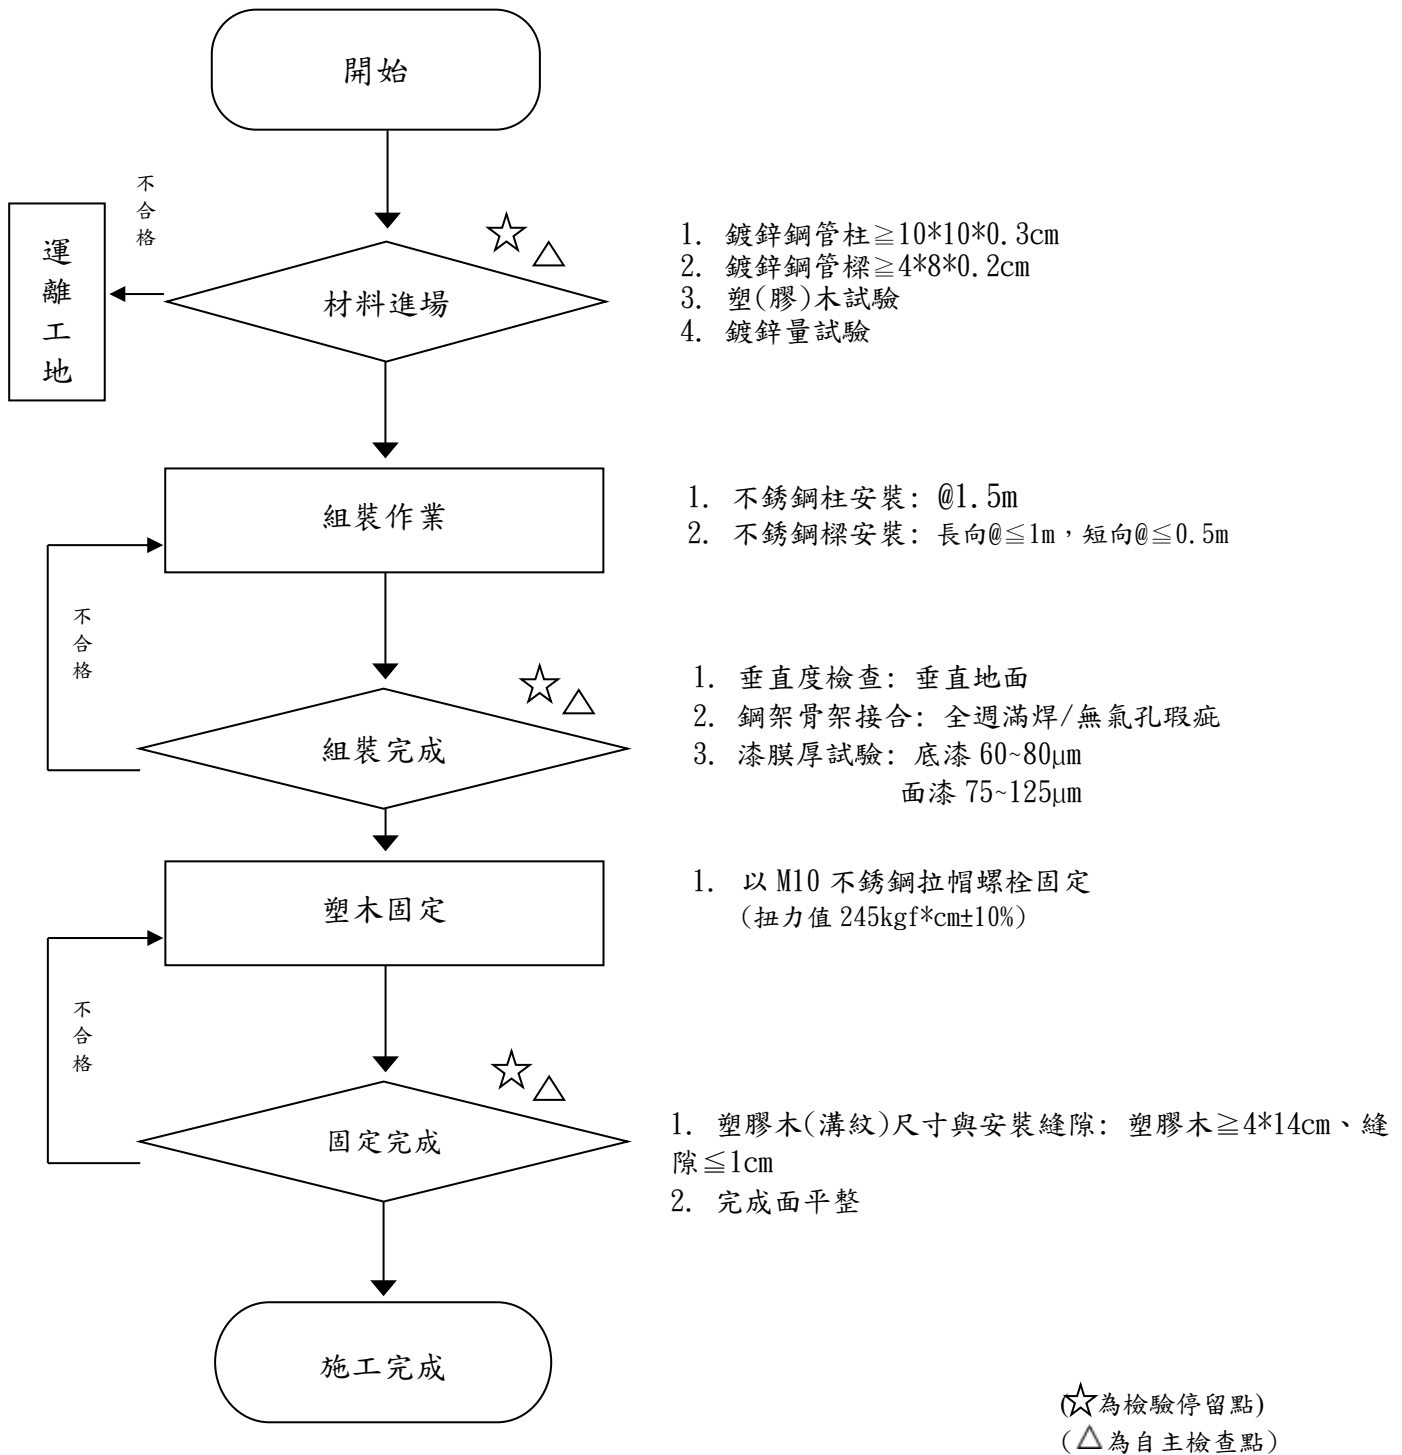 開始
不合格
運離工地
材料進場
1. 鍍鋅鋼管柱≧10*10*0.3cm
2. 鍍鋅鋼管樑≧4*8*0.2cm
3. 塑(膠)木試驗
4. 鍍鋅量試驗
組裝作業
1. 不銹鋼柱安裝: @1.5m
2. 不銹鋼樑安裝: 長向@≦1m,短向@≦0.5m
不合格
組裝完成
1. 垂直度檢查: 垂直地面
2. 鋼架骨架接合: 全週滿焊/無氣孔瑕疵
3. 漆膜厚試驗: 底漆 60~80μm
面漆 75~125μm
塑木固定
1. 以 M10 不銹鋼拉帽螺栓固定
(扭力值 245kgf*cm±10%)
不合格
固定完成
1. 塑膠木(溝紋)尺寸與安裝縫隙: 塑膠木≧4*14cm、縫
隙≦1cm
2. 完成面平整
施工完成
(☆為檢驗停留點)
(△為自主檢查點)